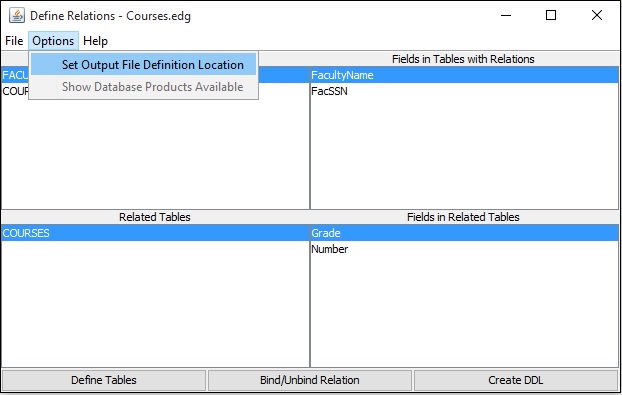 Define Relations - Courses.edg
File Options Help
Set Output File Definition Location
Show Database Products Available
Fields in Tables with Relations
FACU
FacultyName
COUR
FacSSN
Related Tables
Fields in Related Tables
COURSES
Grade
Number
Define Tables
Bind/Unbind Relation
Create DDL